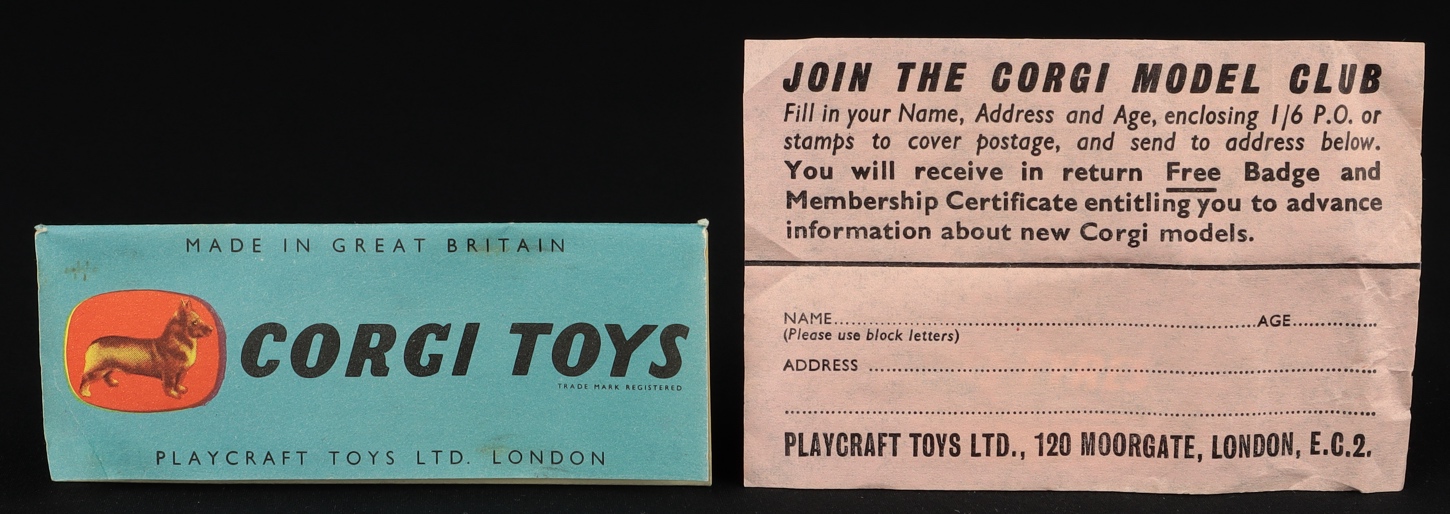 MADE IN GREAT BRITAIN
CORGI TOYS
TRADE MARK REGISTERED
PLAYCRAFT TOYS LTD. LONDON
JOIN THE CORGI MODEL CLUB
Fill in your Name, Address and Age, enclosing 1/6 P.O. or
stamps to cover postage, and send to address below.
You will receive in return Free Badge and
Membership Certificate entitling you to advance
information about new Corgi models.
NAME..............................AGE...............
(Please use block letters)
ADDRESS ..............................
..............................
PLAYCRAFT TOYS LTD., 120 MOORGATE, LONDON, E.C.2.